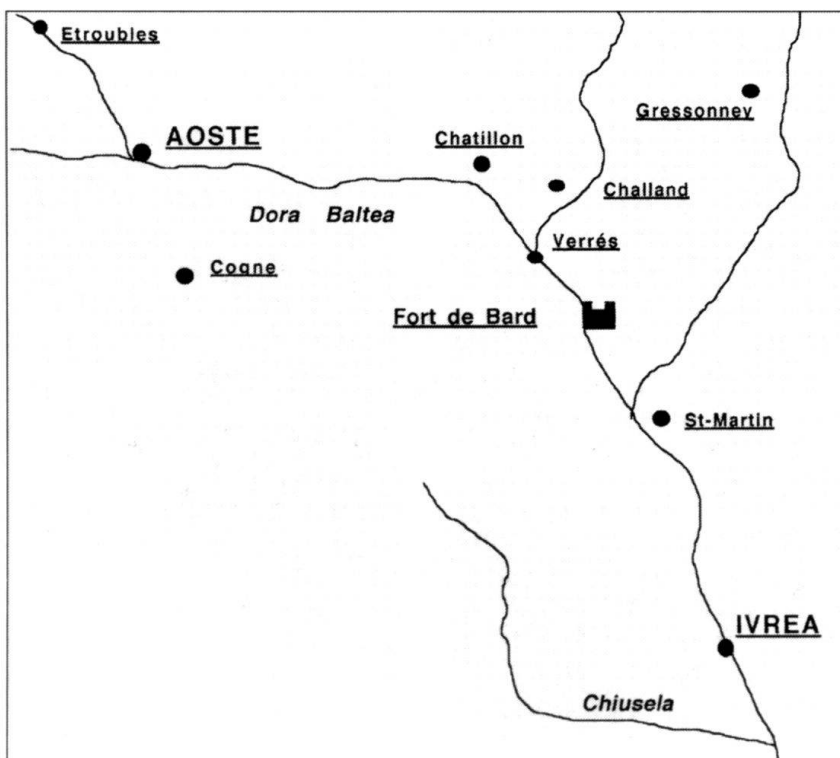 Etroubles
AOSTE
Chatillon
Gressonney
Challand
Dora Baltea
Verrés
Cogne
Fort de Bard
St-Martin
IVREA
Chiusela